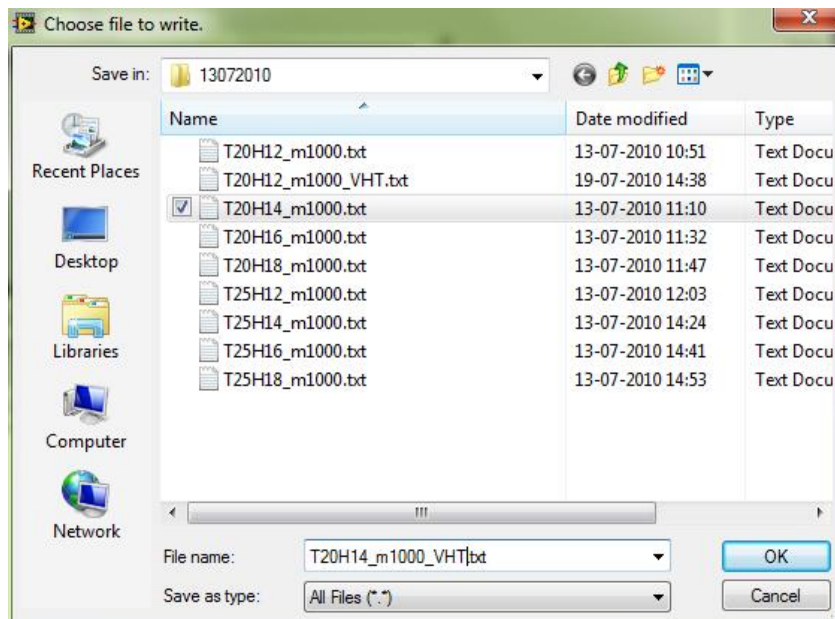 Choose file to write.
Save in: 13072010
Name Date modified Type
T20H12_m1000.txt 13-07-2010 10:51 Text Docu
T20H12_m1000_VHT.txt 19-07-2010 14:38 Text Docu
T20H14_m1000.txt 13-07-2010 11:10 Text Docu
T20H16_m1000.txt 13-07-2010 11:32 Text Docu
T20H18_m1000.txt 13-07-2010 11:47 Text Docu
T25H12_m1000.txt 13-07-2010 12:03 Text Docu
T25H14_m1000.txt 13-07-2010 14:24 Text Docu
T25H16_m1000.txt 13-07-2010 14:41 Text Docu
T25H18_m1000.txt 13-07-2010 14:53 Text Docu
Recent Places
Desktop
Libraries
Computer
Network
File name: T20H14_m1000_VHT.txt OK
Save as type: All Files (*.*) Cancel